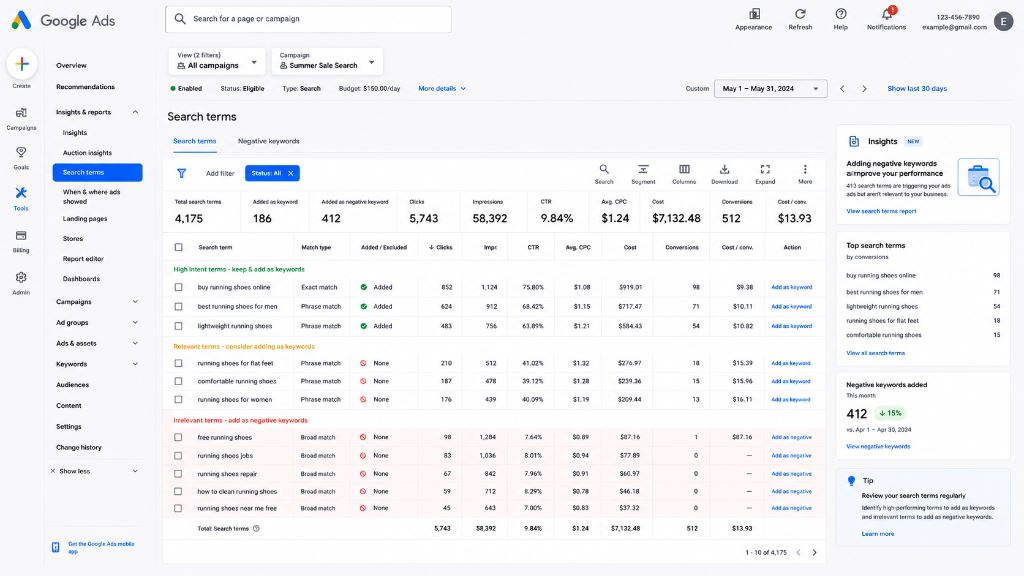 Google Ads
Search for a page or campaign
Appearance
Refresh
Help
Notifications
123-456-7890
example@gmail.com
E
Create
Campaigns
Goals
Tools
Billing
Admin
Overview
Recommendations
Insights & reports
Insights
Auction insights
Search terms
When & where ads
showed
Landing pages
Stores
Report editor
Dashboards
Campaigns
Ad groups
Ads & assets
Keywords
Audiences
Content
Settings
Change history
Show less
Get the Google Ads mobile
app
View (2 filters)
All campaigns
Campaign
Summer Sale Search
Enabled Status: Eligible Type: Search Budget: $150.00/day More details
Custom May 1 – May 31, 2024 Show last 30 days
Search terms
Search terms Negative keywords
Add filter Status: All
Search Segment Columns Download Expand More
Total search terms Added as keyword Added as negative keyword Clicks Impressions CTR Avg. CPC Cost Conversions Cost / conv.
4,175 186 412 5,743 58,392 9.84% $1.24 $7,132.48 512 $13.93
Search term Match type Added / Excluded Clicks Impr. CTR Avg. CPC Cost Conversions Cost / conv. Action
High intent terms - keep & add as keywords
buy running shoes online Exact match Added 852 1,124 75.80% $1.08 $919.01 98 $9.38 Add as keyword
best running shoes for men Phrase match Added 624 912 68.42% $1.15 $717.47 71 $10.11 Add as keyword
lightweight running shoes Phrase match Added 483 756 63.89% $1.21 $584.43 54 $10.82 Add as keyword
Relevant terms - consider adding as keywords
running shoes for flat feet Phrase match None 210 512 41.02% $1.32 $276.97 18 $15.39 Add as keyword
comfortable running shoes Phrase match None 187 478 39.12% $1.28 $239.36 15 $15.96 Add as keyword
running shoes for women Phrase match None 176 439 40.09% $1.19 $209.44 13 $16.11 Add as keyword
Irrelevant terms - add as negative keywords
free running shoes Broad match None 98 1,284 7.64% $0.89 $87.16 1 $87.16 Add as negative
running shoes jobs Broad match None 83 1,036 8.01% $0.94 $77.89 0 — Add as negative
running shoes repair Broad match None 67 842 7.96% $0.91 $60.97 0 — Add as negative
how to clean running shoes Broad match None 59 712 8.29% $0.78 $46.18 0 — Add as negative
running shoes near me free Broad match None 45 643 7.00% $0.83 $37.32 0 — Add as negative
Total: Search terms 5,743 58,392 9.84% $1.24 $7,132.48 512 $13.93
1 - 10 of 4,175
Insights NEW
Adding negative keywords
your performance
413 search terms are triggering your ads
ads but aren't relevant to your business.
View search terms report
Top search terms
by conversions
buy running shoes online 98
best running shoes for men 71
lightweight running shoes 54
running shoes for flat feet 18
comfortable running shoes 15
View all search terms
Negative keywords added
This month
412 ↓ 15%
vs. Apr 1 – Apr 30, 2024
View negative keywords
Tip
Review your search terms regularly
Identify high-performing terms to add as keywords
and irrelevant terms to add as negative keywords.
Learn more